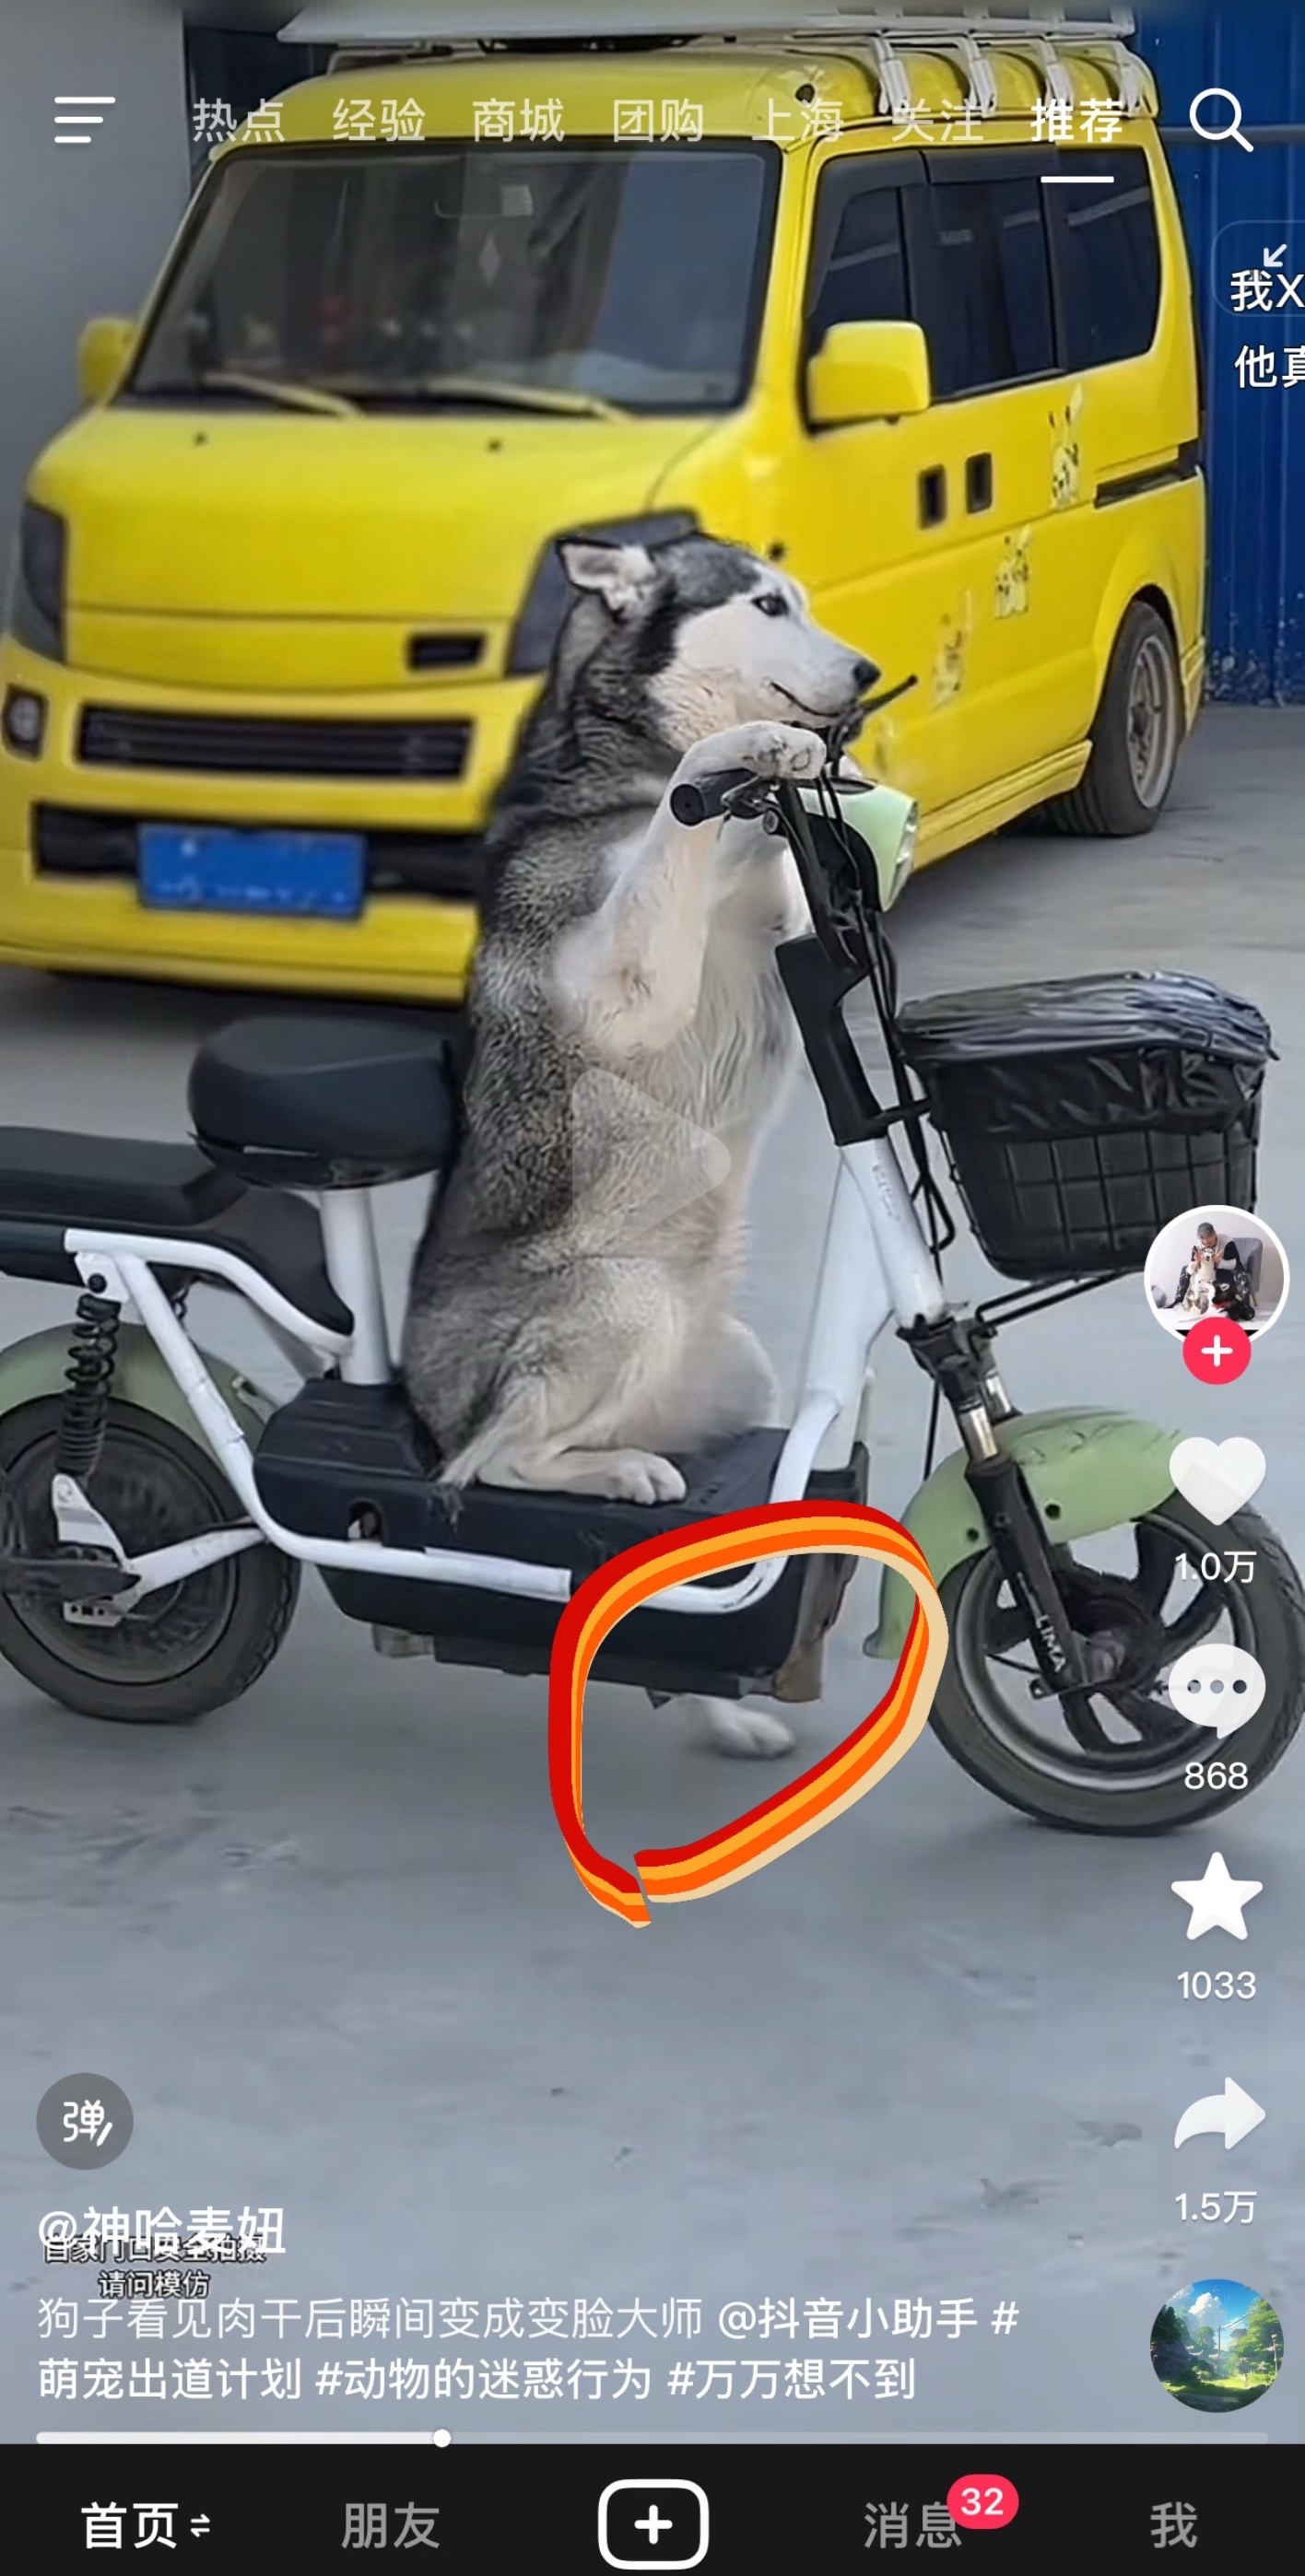 热点 经验 商城 团购 上海 关注 推荐
我X
他真
LIMA
1.0万
868
1033
1.5万
弹
@神哈麦妞
自家门口安全拍摄
请问模仿
狗子看见肉干后瞬间变成变脸大师 @抖音小助手 #
萌宠出道计划 #动物的迷惑行为 #万万想不到
首页 朋友 消息 32 我